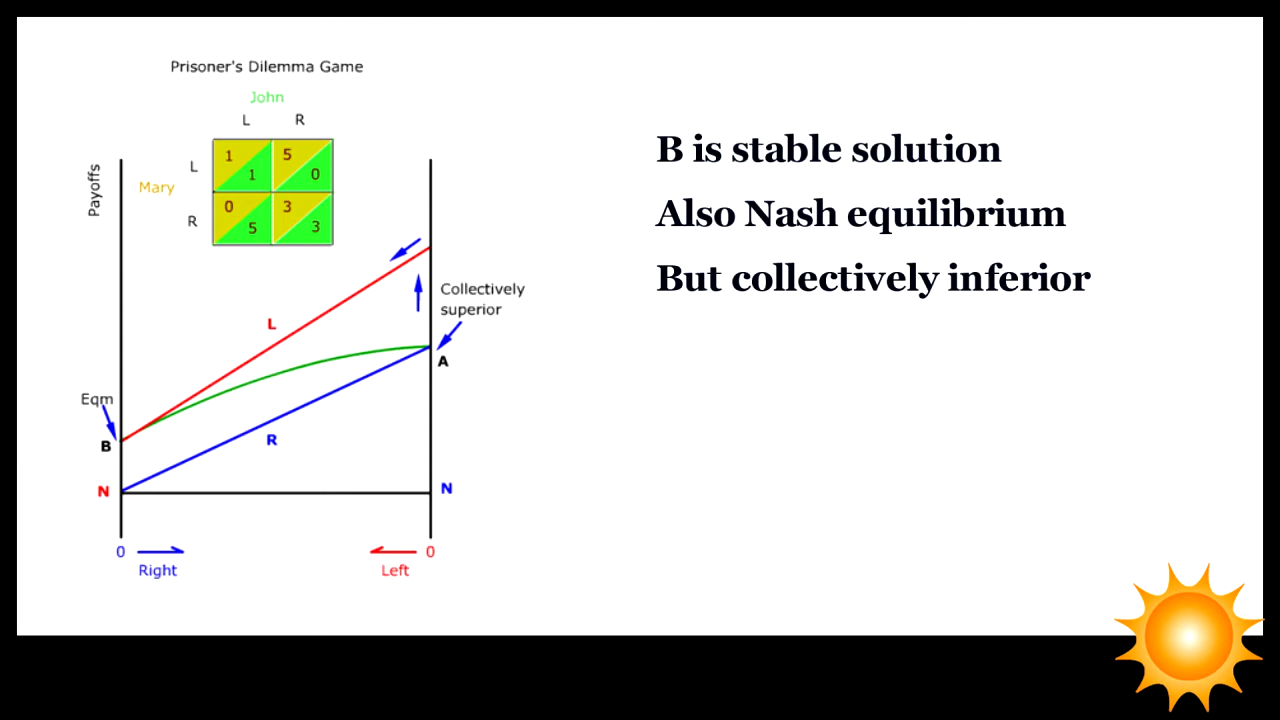 Prisoner's Dilemma Game
John
L R
L
Mary
R
1 5
1 0
0 3
5 3
Payoffs
L
Collectively
superior
A
Eqm
B
R
N
N
0
0
Right
Left
B is stable solution
Also Nash equilibrium
But collectively inferior